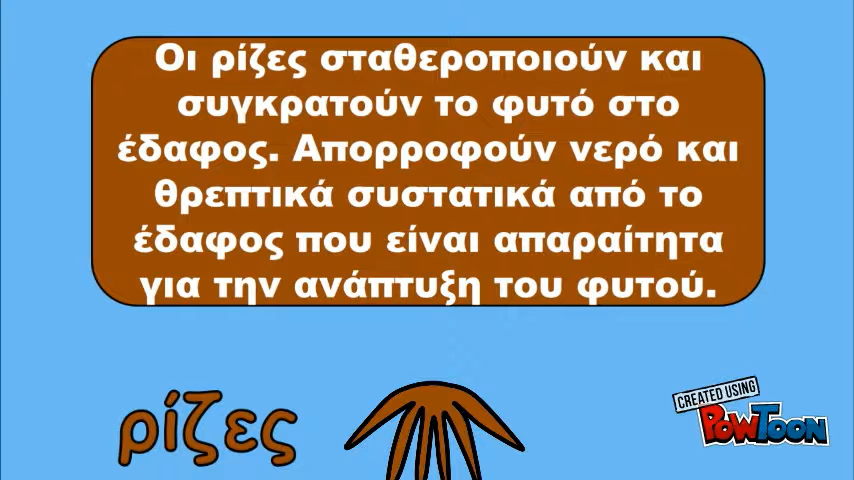 Οι ρίζες σταθεροποιούν και
συγκρατούν το φυτό στο
έδαφος. Απορροφούν νερό και
θρεπτικά συστατικά από το
έδαφος που είναι απαραίτητα
για την ανάπτυξη του φυτού.
ρίζες
CREATED USING
POWTOON